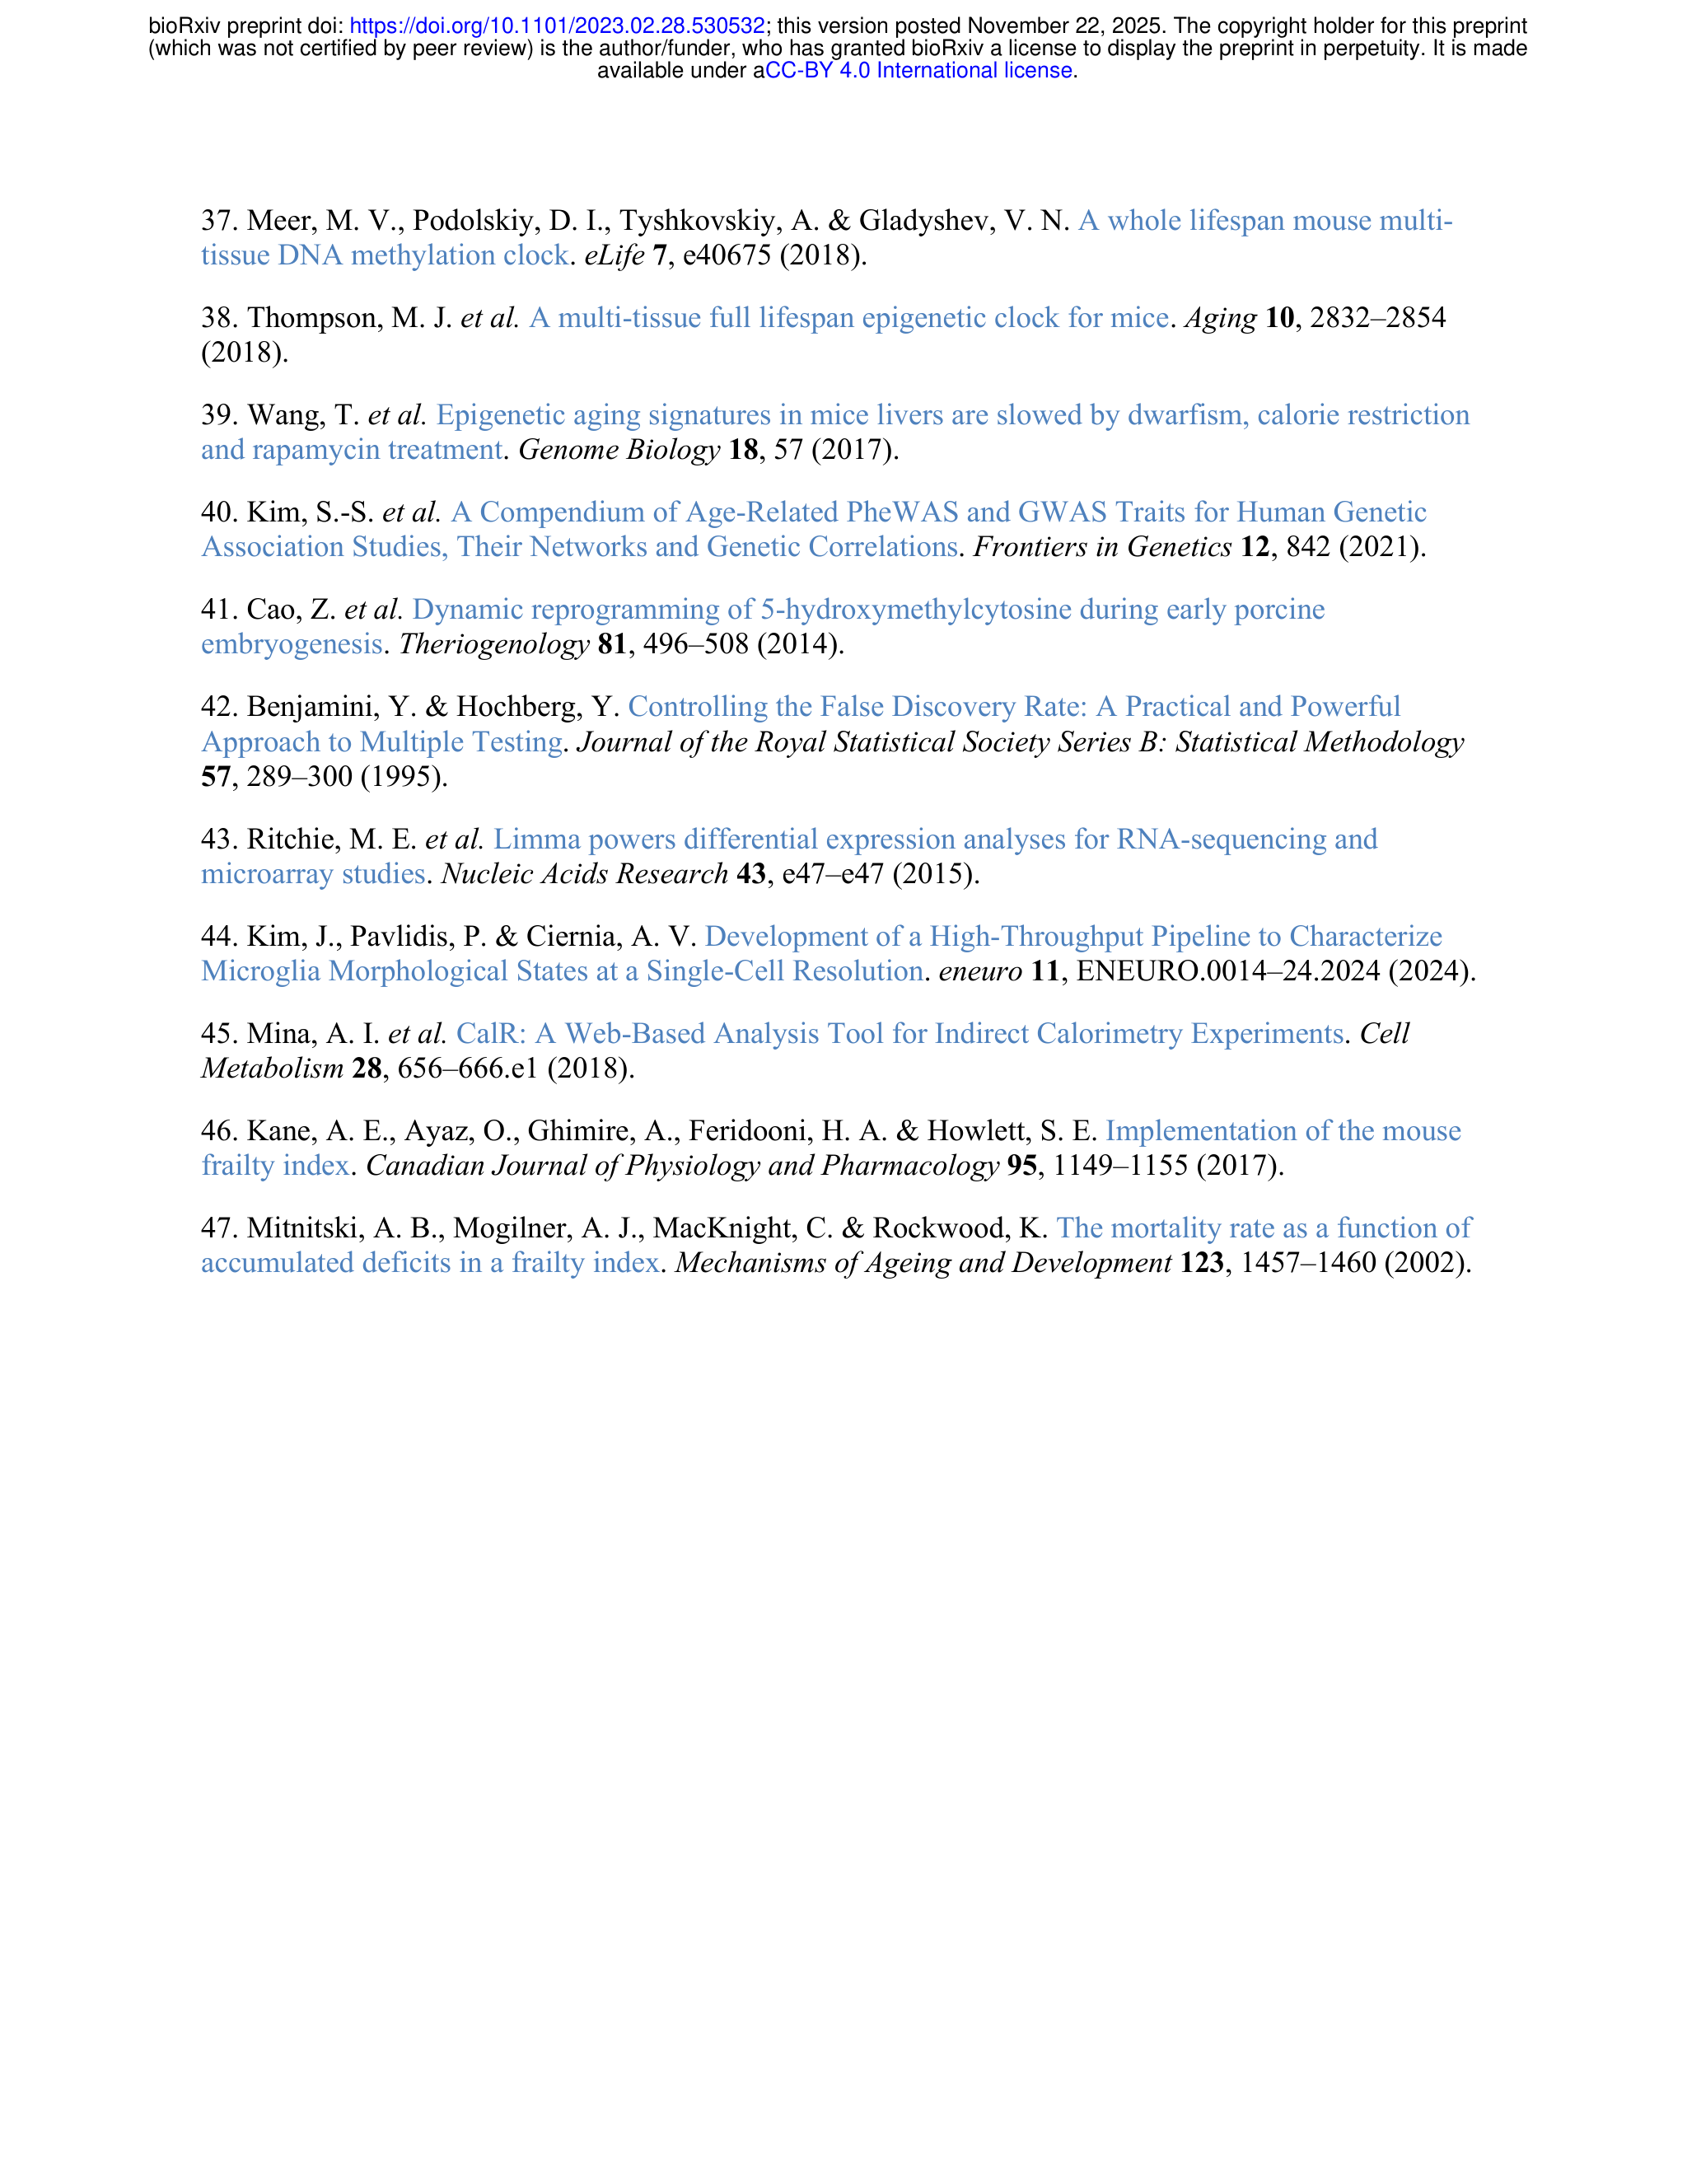 bioRxiv preprint doi: https://doi.org/10.1101/2023.02.28.530532; this version posted November 22, 2025. The copyright holder for this preprint
(which was not certified by peer review) is the author/funder, who has granted bioRxiv a license to display the preprint in perpetuity. It is made
available under aCC-BY 4.0 International license.
37. Meer, M. V., Podolskiy, D. I., Tyshkovskiy, A. & Gladyshev, V. N. A whole lifespan mouse multi-
tissue DNA methylation clock. eLife 7, e40675 (2018).
38. Thompson, M. J. et al. A multi-tissue full lifespan epigenetic clock for mice. Aging 10, 2832–2854
(2018).
39. Wang, T. et al. Epigenetic aging signatures in mice livers are slowed by dwarfism, calorie restriction
and rapamycin treatment. Genome Biology 18, 57 (2017).
40. Kim, S.-S. et al. A Compendium of Age-Related PheWAS and GWAS Traits for Human Genetic
Association Studies, Their Networks and Genetic Correlations. Frontiers in Genetics 12, 842 (2021).
41. Cao, Z. et al. Dynamic reprogramming of 5-hydroxymethylcytosine during early porcine
embryogenesis. Theriogenology 81, 496–508 (2014).
42. Benjamini, Y. & Hochberg, Y. Controlling the False Discovery Rate: A Practical and Powerful
Approach to Multiple Testing. Journal of the Royal Statistical Society Series B: Statistical Methodology
57, 289–300 (1995).
43. Ritchie, M. E. et al. Limma powers differential expression analyses for RNA-sequencing and
microarray studies. Nucleic Acids Research 43, e47–e47 (2015).
44. Kim, J., Pavlidis, P. & Ciernia, A. V. Development of a High-Throughput Pipeline to Characterize
Microglia Morphological States at a Single-Cell Resolution. eneuro 11, ENEURO.0014–24.2024 (2024).
45. Mina, A. I. et al. CalR: A Web-Based Analysis Tool for Indirect Calorimetry Experiments. Cell
Metabolism 28, 656–666.e1 (2018).
46. Kane, A. E., Ayaz, O., Ghimire, A., Feridooni, H. A. & Howlett, S. E. Implementation of the mouse
frailty index. Canadian Journal of Physiology and Pharmacology 95, 1149–1155 (2017).
47. Mitnitski, A. B., Mogilner, A. J., MacKnight, C. & Rockwood, K. The mortality rate as a function of
accumulated deficits in a frailty index. Mechanisms of Ageing and Development 123, 1457–1460 (2002).